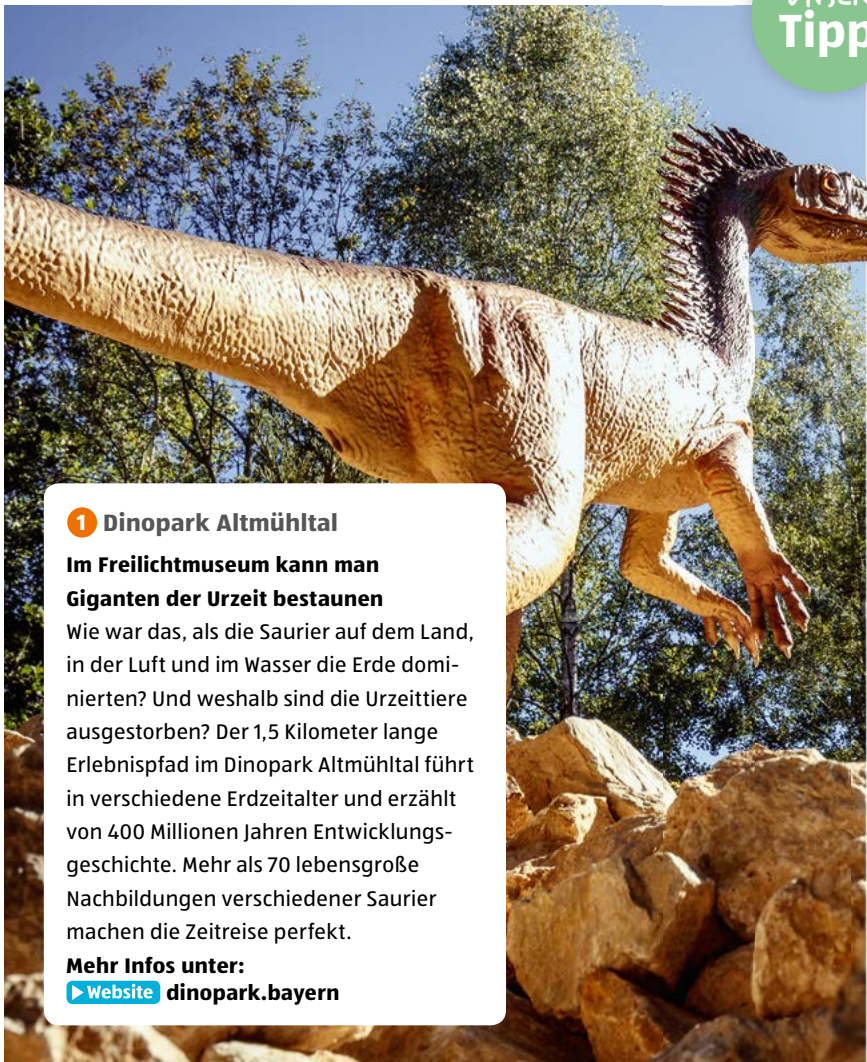 Tipp
1 Dinopark Altmühltal
Im Freilichtmuseum kann man
Giganten der Urzeit bestaunen
Wie war das, als die Saurier auf dem Land,
in der Luft und im Wasser die Erde domi-
nierten? Und weshalb sind die Urzeittiere
ausgestorben? Der 1,5 Kilometer lange
Erlebnispfad im Dinopark Altmühltal führt
in verschiedene Erdzeitalter und erzählt
von 400 Millionen Jahren Entwicklungs-
geschichte. Mehr als 70 lebensgroße
Nachbildungen verschiedener Saurier
machen die Zeitreise perfekt.
Mehr Infos unter:
Website dinopark.bayern